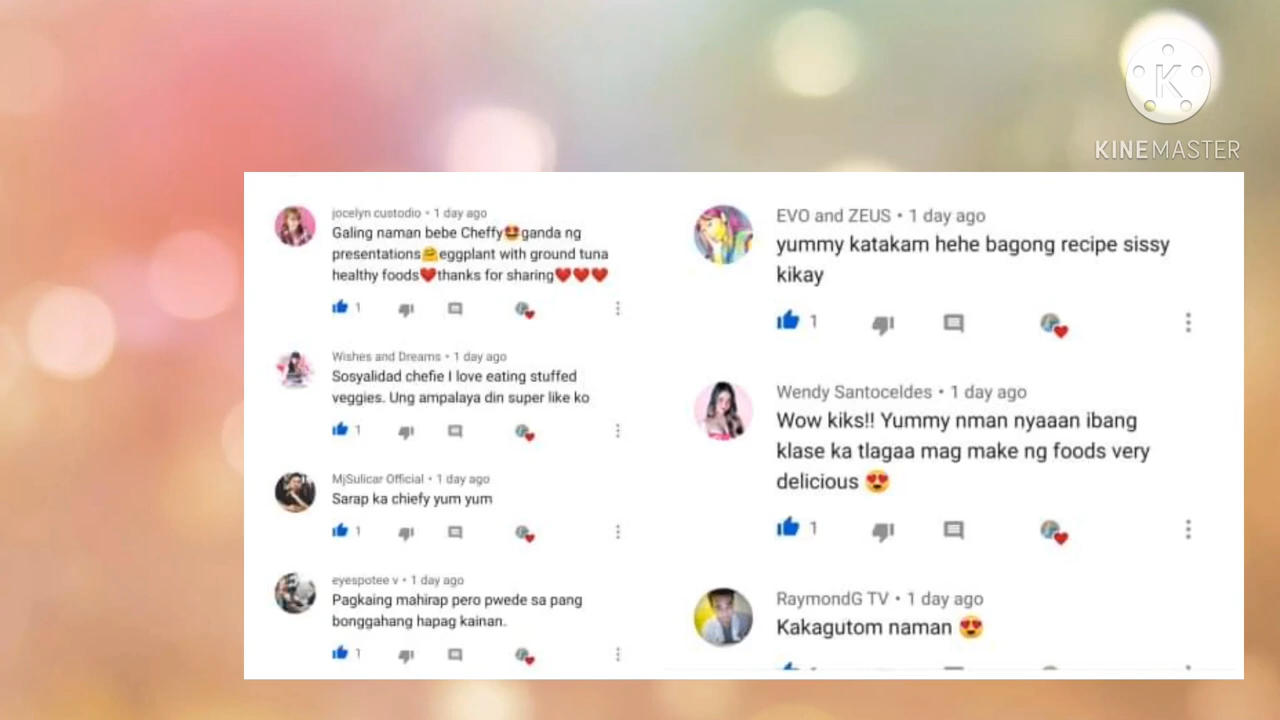 K
KINEMASTER
jocelyn custodio • 1 day ago
Galing naman bebe Cheffy🤩ganda ng
presentations🤗eggplant with ground tuna
healthy foods❤️thanks for sharing❤️❤️❤️
1
Wishes and Dreams • 1 day ago
Sosyalidad chefie I love eating stuffed
veggies. Ung ampalaya din super like ko
1
MjSulicar Official • 1 day ago
Sarap ka chiefy yum yum
1
eyespotee v • 1 day ago
Pagkaing mahirap pero pwede sa pang
bonggahang hapag kainan.
1
EVO and ZEUS • 1 day ago
yummy katakam hehe bagong recipe sissy
kikay
1
Wendy Santoceldes • 1 day ago
Wow kiks!! Yummy nman nyaaan ibang
klase ka tlagaa mag make ng foods very
delicious 😍
1
RaymondG TV • 1 day ago
Kakagutom naman 😍